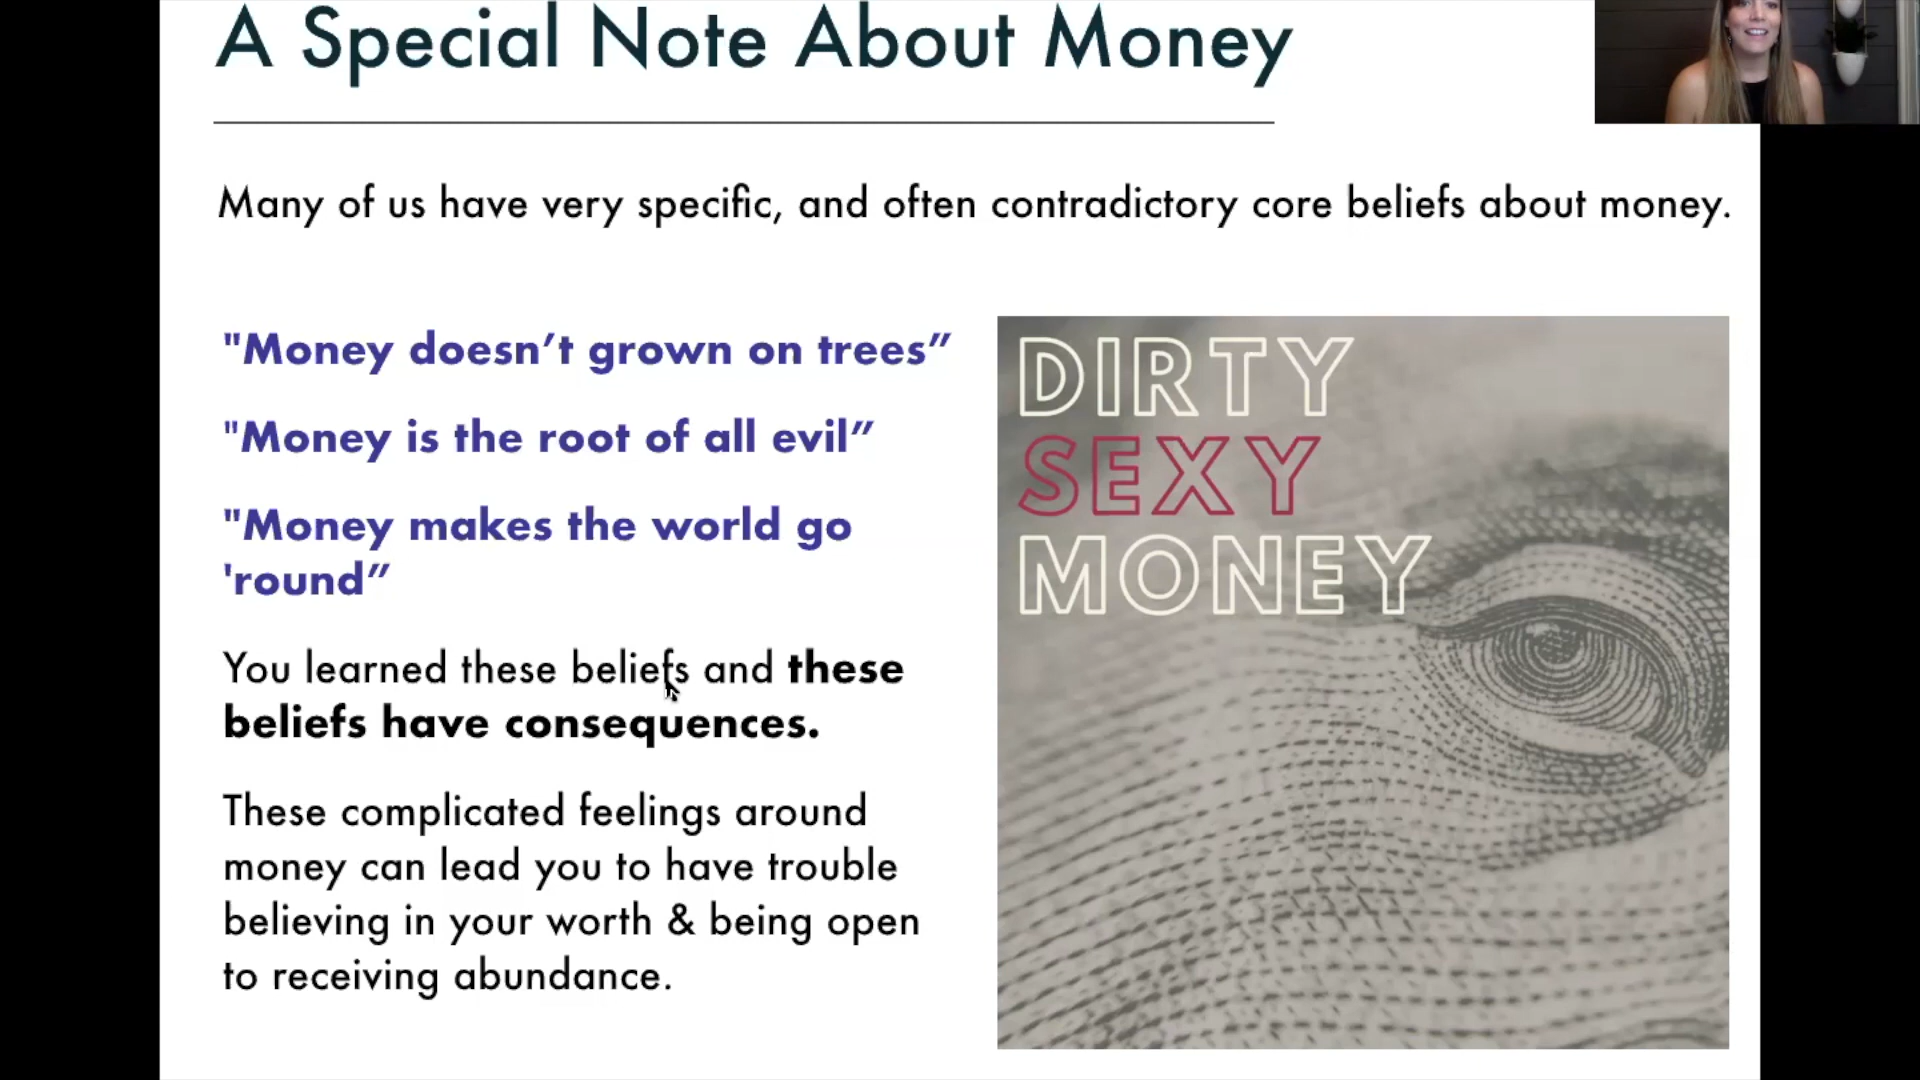 A Special Note About Money
Many of us have very specific, and often contradictory core beliefs about money.
"Money doesn’t grown on trees”
"Money is the root of all evil”
"Money makes the world go
'round”
You learned these beliefs and these
beliefs have consequences.
These complicated feelings around
money can lead you to have trouble
believing in your worth & being open
to receiving abundance.
DIRTY
SEXY
MONEY